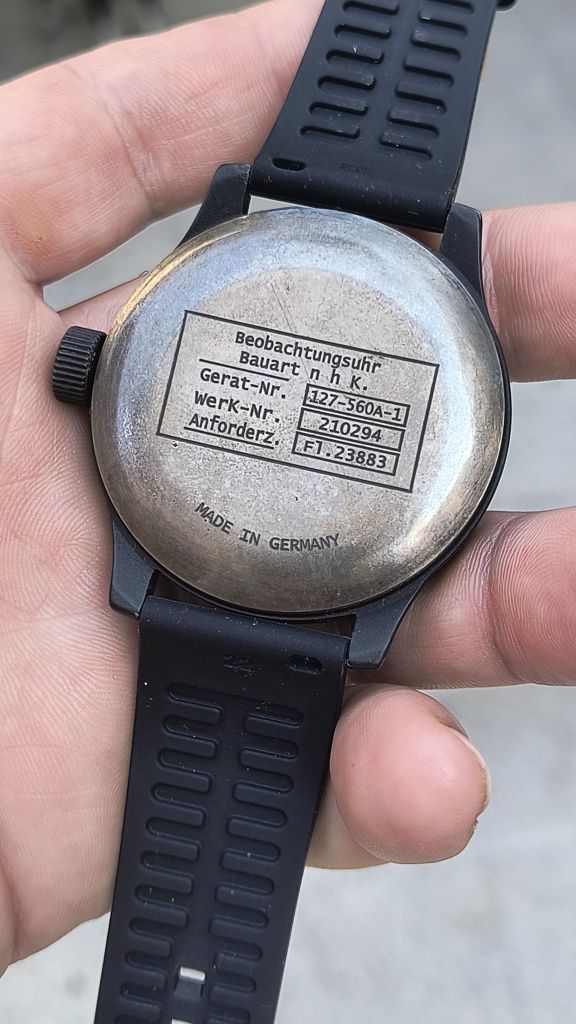 Beobachtungsuhr
Bauart n h K.
Gerat-Nr. 127-560A-1
WerK-Nr. 210294
Anforderz. Fl.23883
MADE IN GERMANY